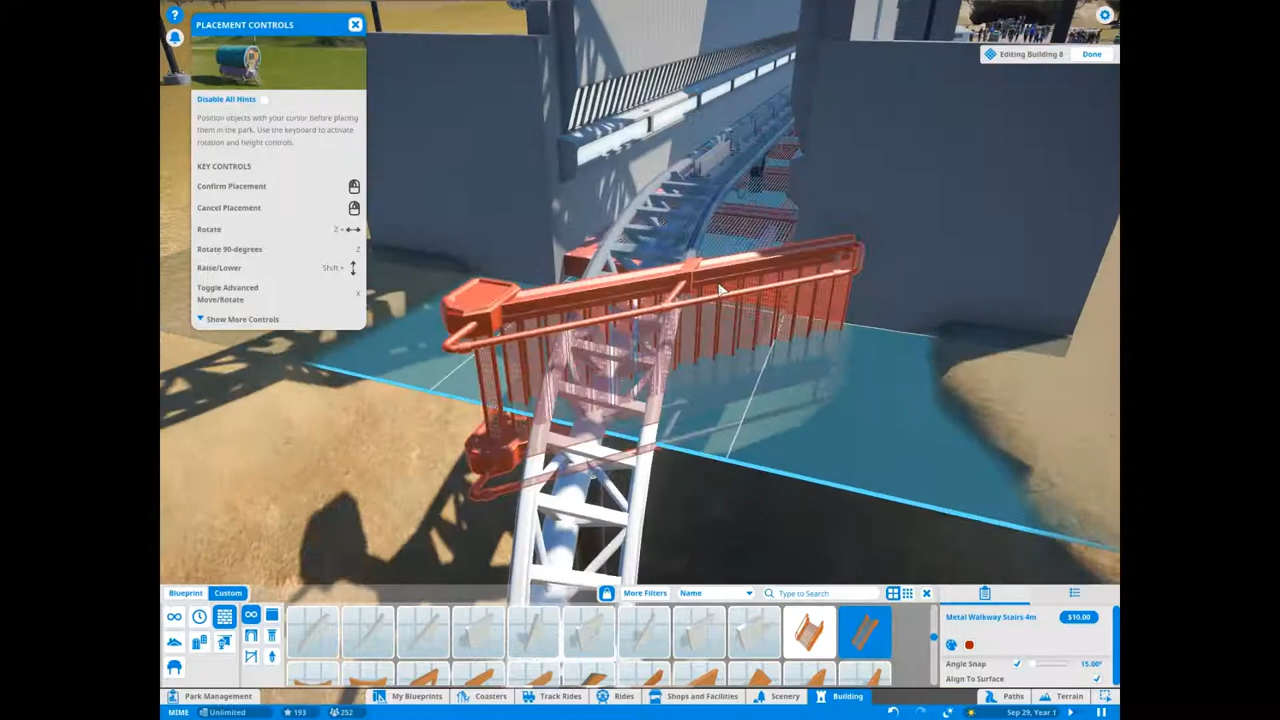 PLACEMENT CONTROLS
Editing Building 8
Done
Disable All Hints
Position objects with your cursor before placing
them in the park. Use the keyboard to activate
rotation and height controls.
KEY CONTROLS
Confirm Placement
Cancel Placement
Rotate Z +
Rotate 90-degrees Z
Raise/Lower Shift +
Toggle Advanced
Move/Rotate X
Show More Controls
Blueprint Custom
More Filters Name Type to Search
Metal Walkway Stairs 4m $10.00
Angle Snap 15.00°
Align To Surface
Park Management My Blueprints Coasters Track Rides Rides Shops and Facilities Scenery Building Paths Terrain
MIME Unlimited 193 252 Sep 29, Year 1